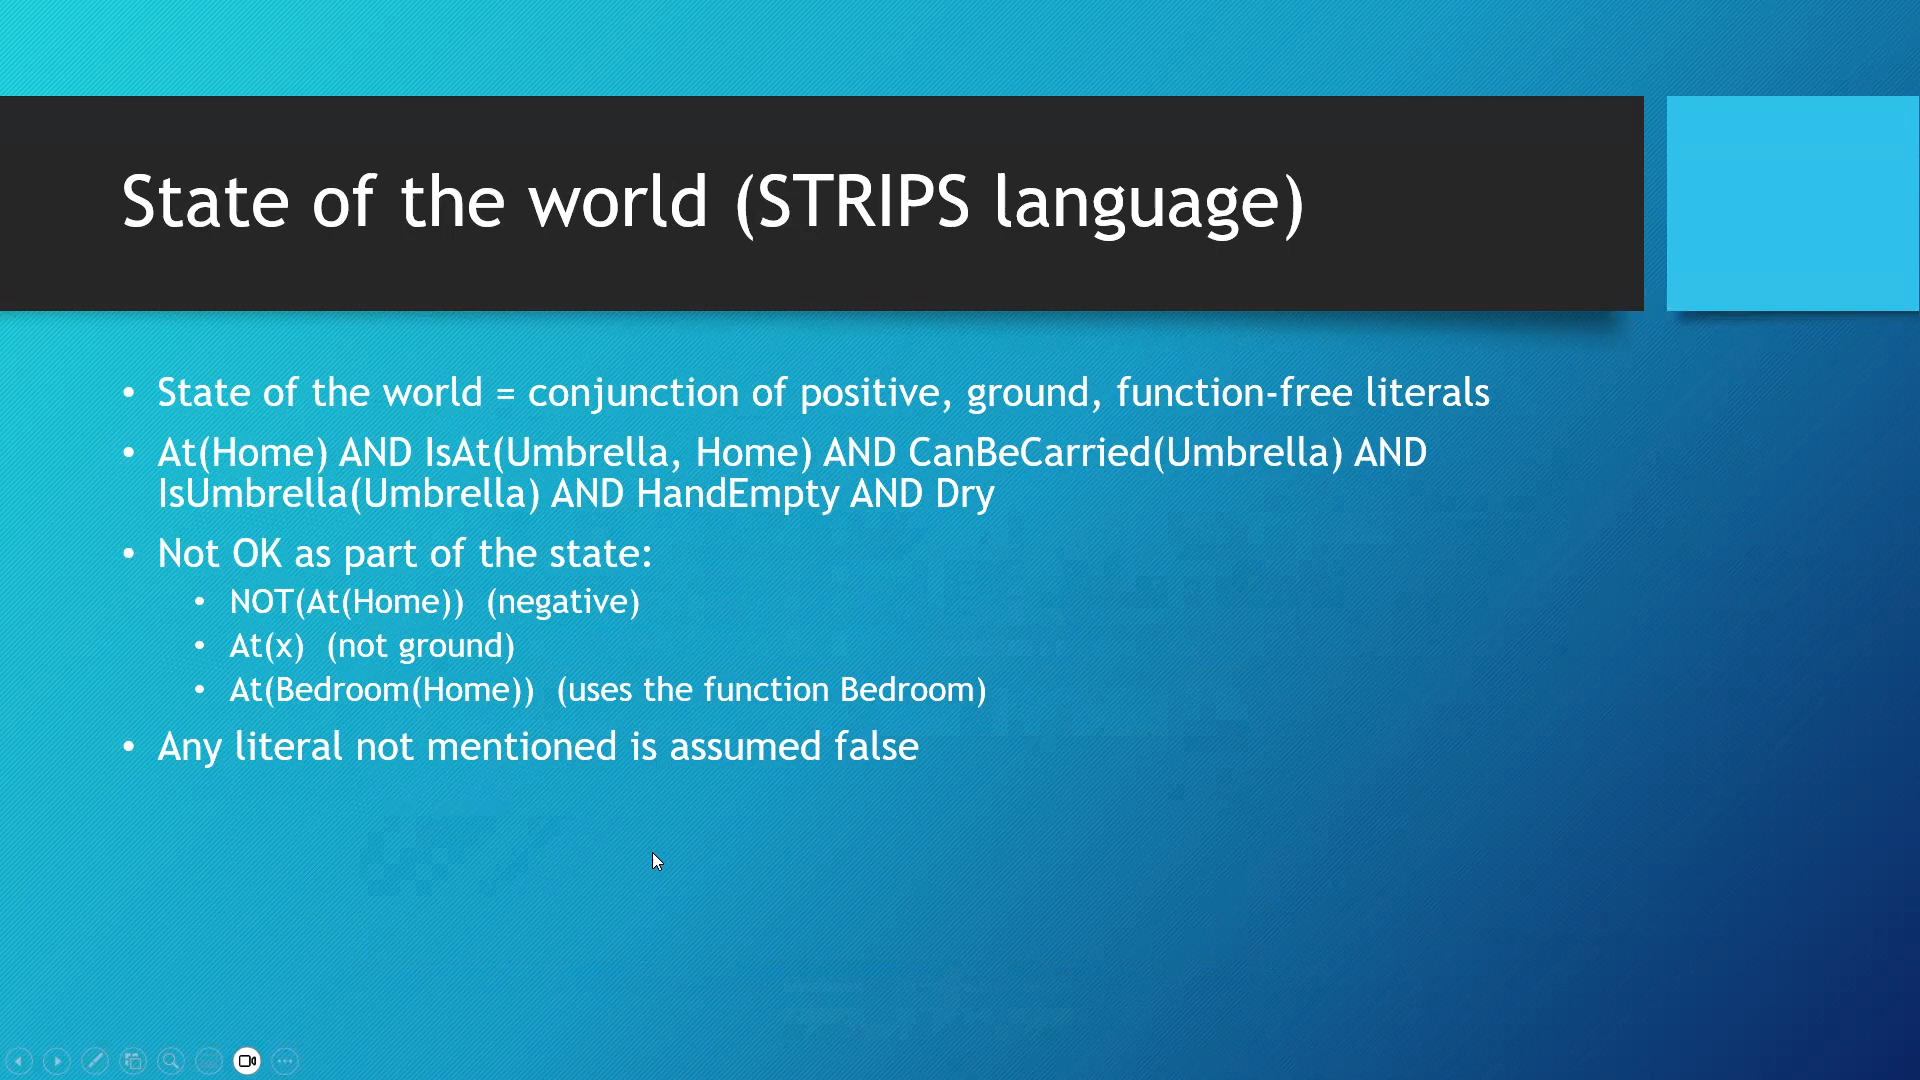 State of the world (STRIPS language)
• State of the world = conjunction of positive, ground, function-free literals
• At(Home) AND IsAt(Umbrella, Home) AND CanBeCarried(Umbrella) AND
IsUmbrella(Umbrella) AND HandEmpty AND Dry
• Not OK as part of the state:
• NOT(At(Home)) (negative)
• At(x) (not ground)
• At(Bedroom(Home)) (uses the function Bedroom)
• Any literal not mentioned is assumed false